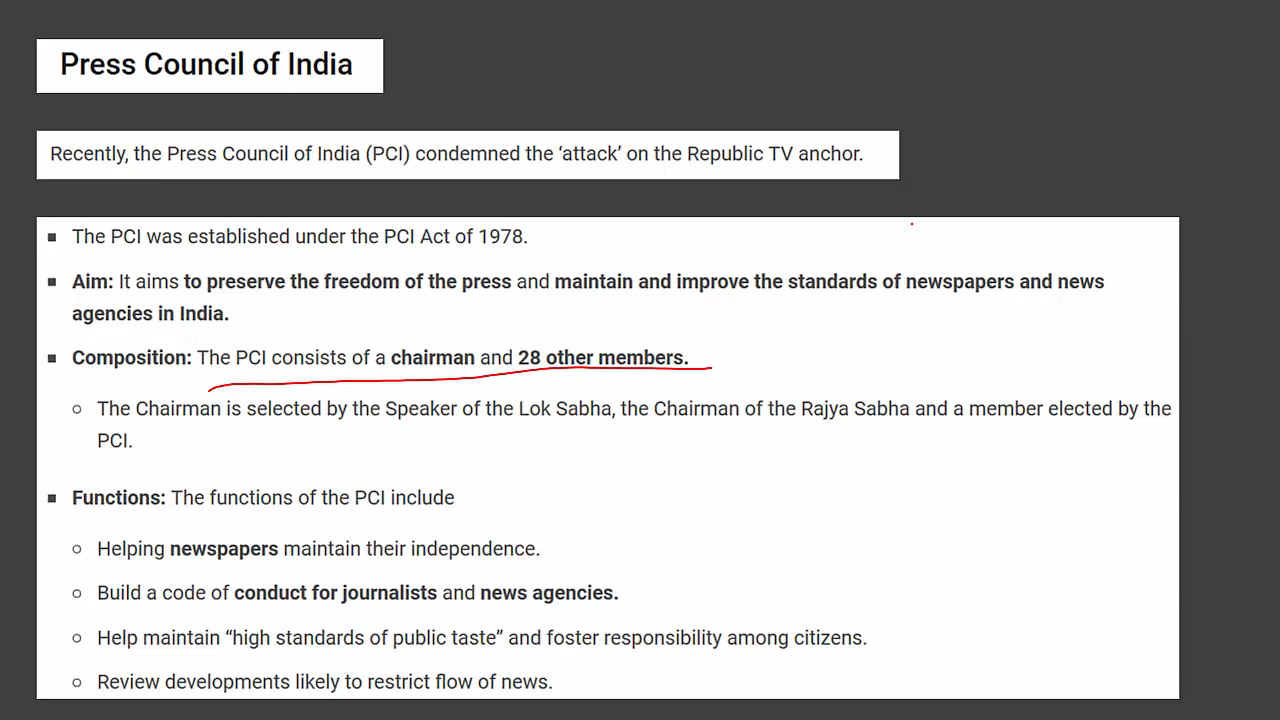 Press Council of India
Recently, the Press Council of India (PCI) condemned the ‘attack’ on the Republic TV anchor.
The PCI was established under the PCI Act of 1978.
Aim: It aims to preserve the freedom of the press and maintain and improve the standards of newspapers and news
agencies in India.
Composition: The PCI consists of a chairman and 28 other members.
The Chairman is selected by the Speaker of the Lok Sabha, the Chairman of the Rajya Sabha and a member elected by the
PCI.
Functions: The functions of the PCI include
Helping newspapers maintain their independence.
Build a code of conduct for journalists and news agencies.
Help maintain “high standards of public taste” and foster responsibility among citizens.
Review developments likely to restrict flow of news.